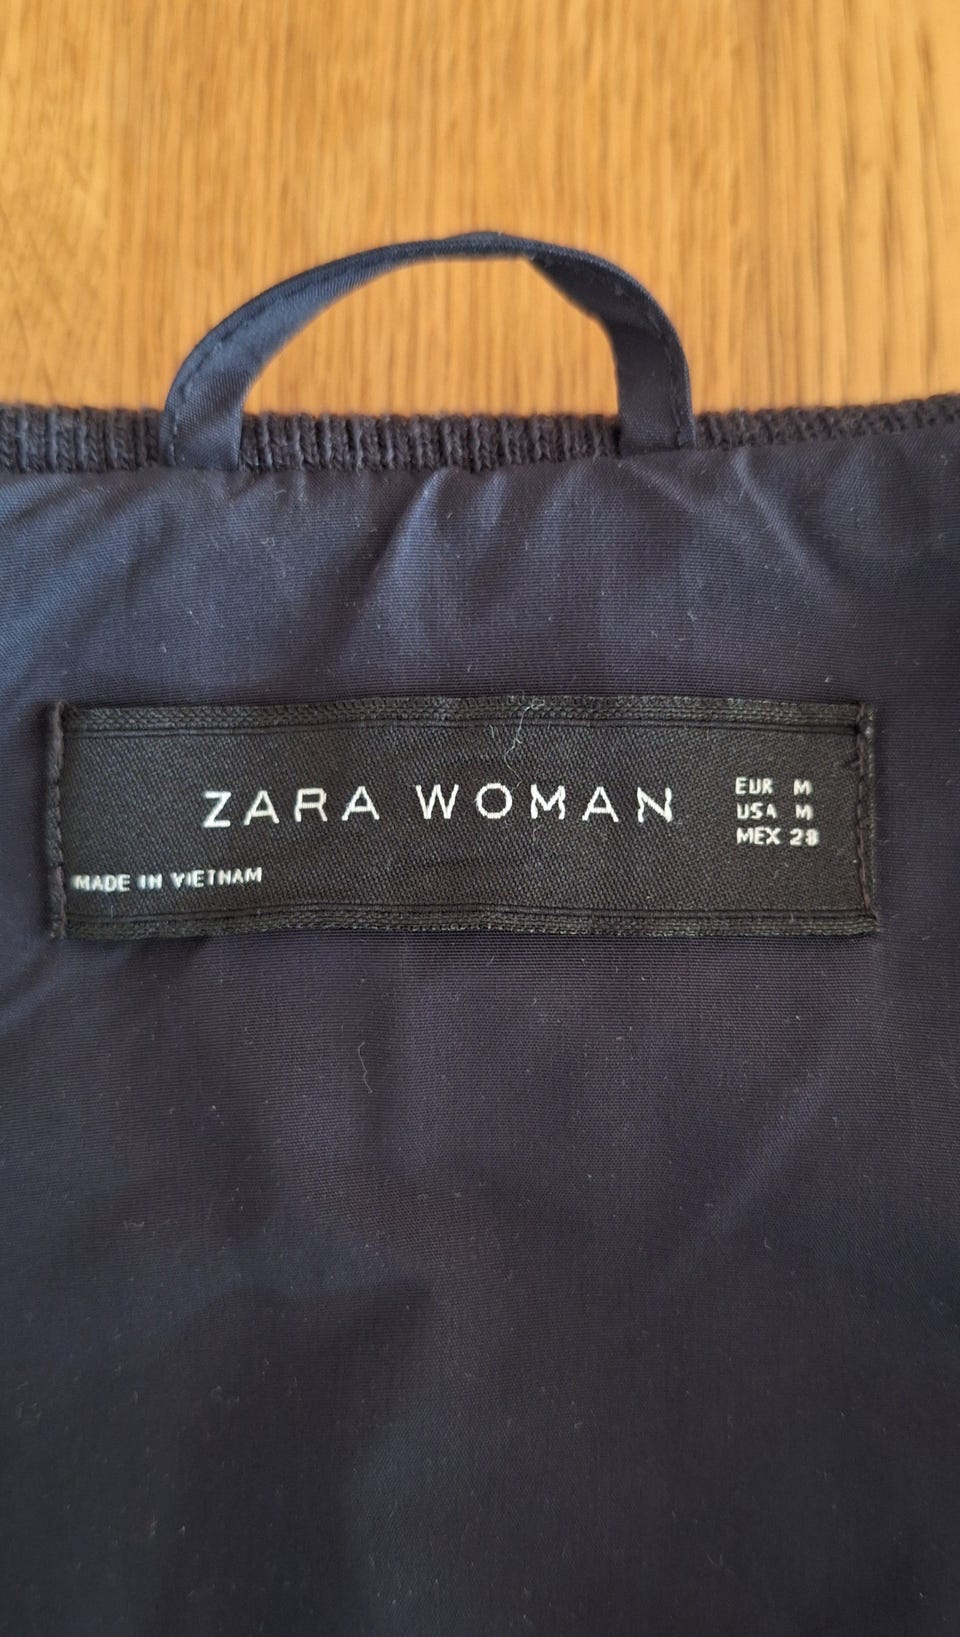 ZARA WOMAN
EUR M
USA M
MEX 28
MADE IN VIETNAM